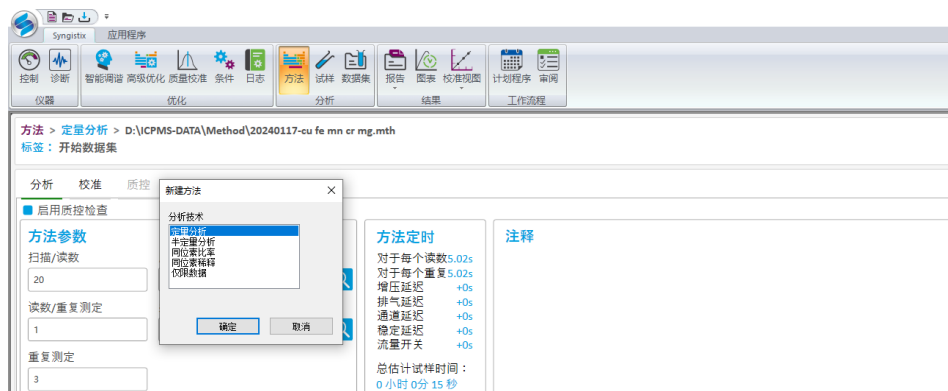 Syngistix 应用程序
控制 诊断 智能调谐 高级优化 质量校准 条件 日志 方法 试样 数据集 报告 图表 校准视图 计划程序 审阅
仪器 优化 分析 结果 工作流程
方法 > 定量分析 > D:\ICPMS-DATA\Method\20240117-cu fe mn cr mg.mth
标签： 开始数据集
分析 校准 质控
启用质控检查
方法参数
扫描/读数
20
读数/重复测定
1
重复测定
3
新建方法
分析技术
定量分析
半定量分析
同位素比率
同位素稀释
仅限数据
确定 取消
方法定时
对于每个读数5.02s
对于每个重复5.02s
增压延迟 +0s
排气延迟 +0s
通道延迟 +0s
稳定延迟 +0s
流量开关 +0s
总估计试样时间：
0 小时 0分 15 秒
注释